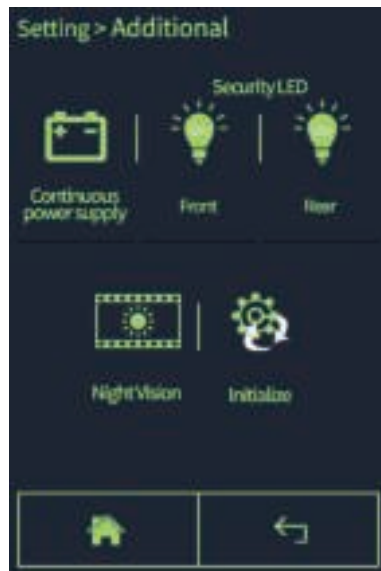 Setting > Additional
Security LED
Continuous
power supply
Front
Rear
Night Vision
Initialize